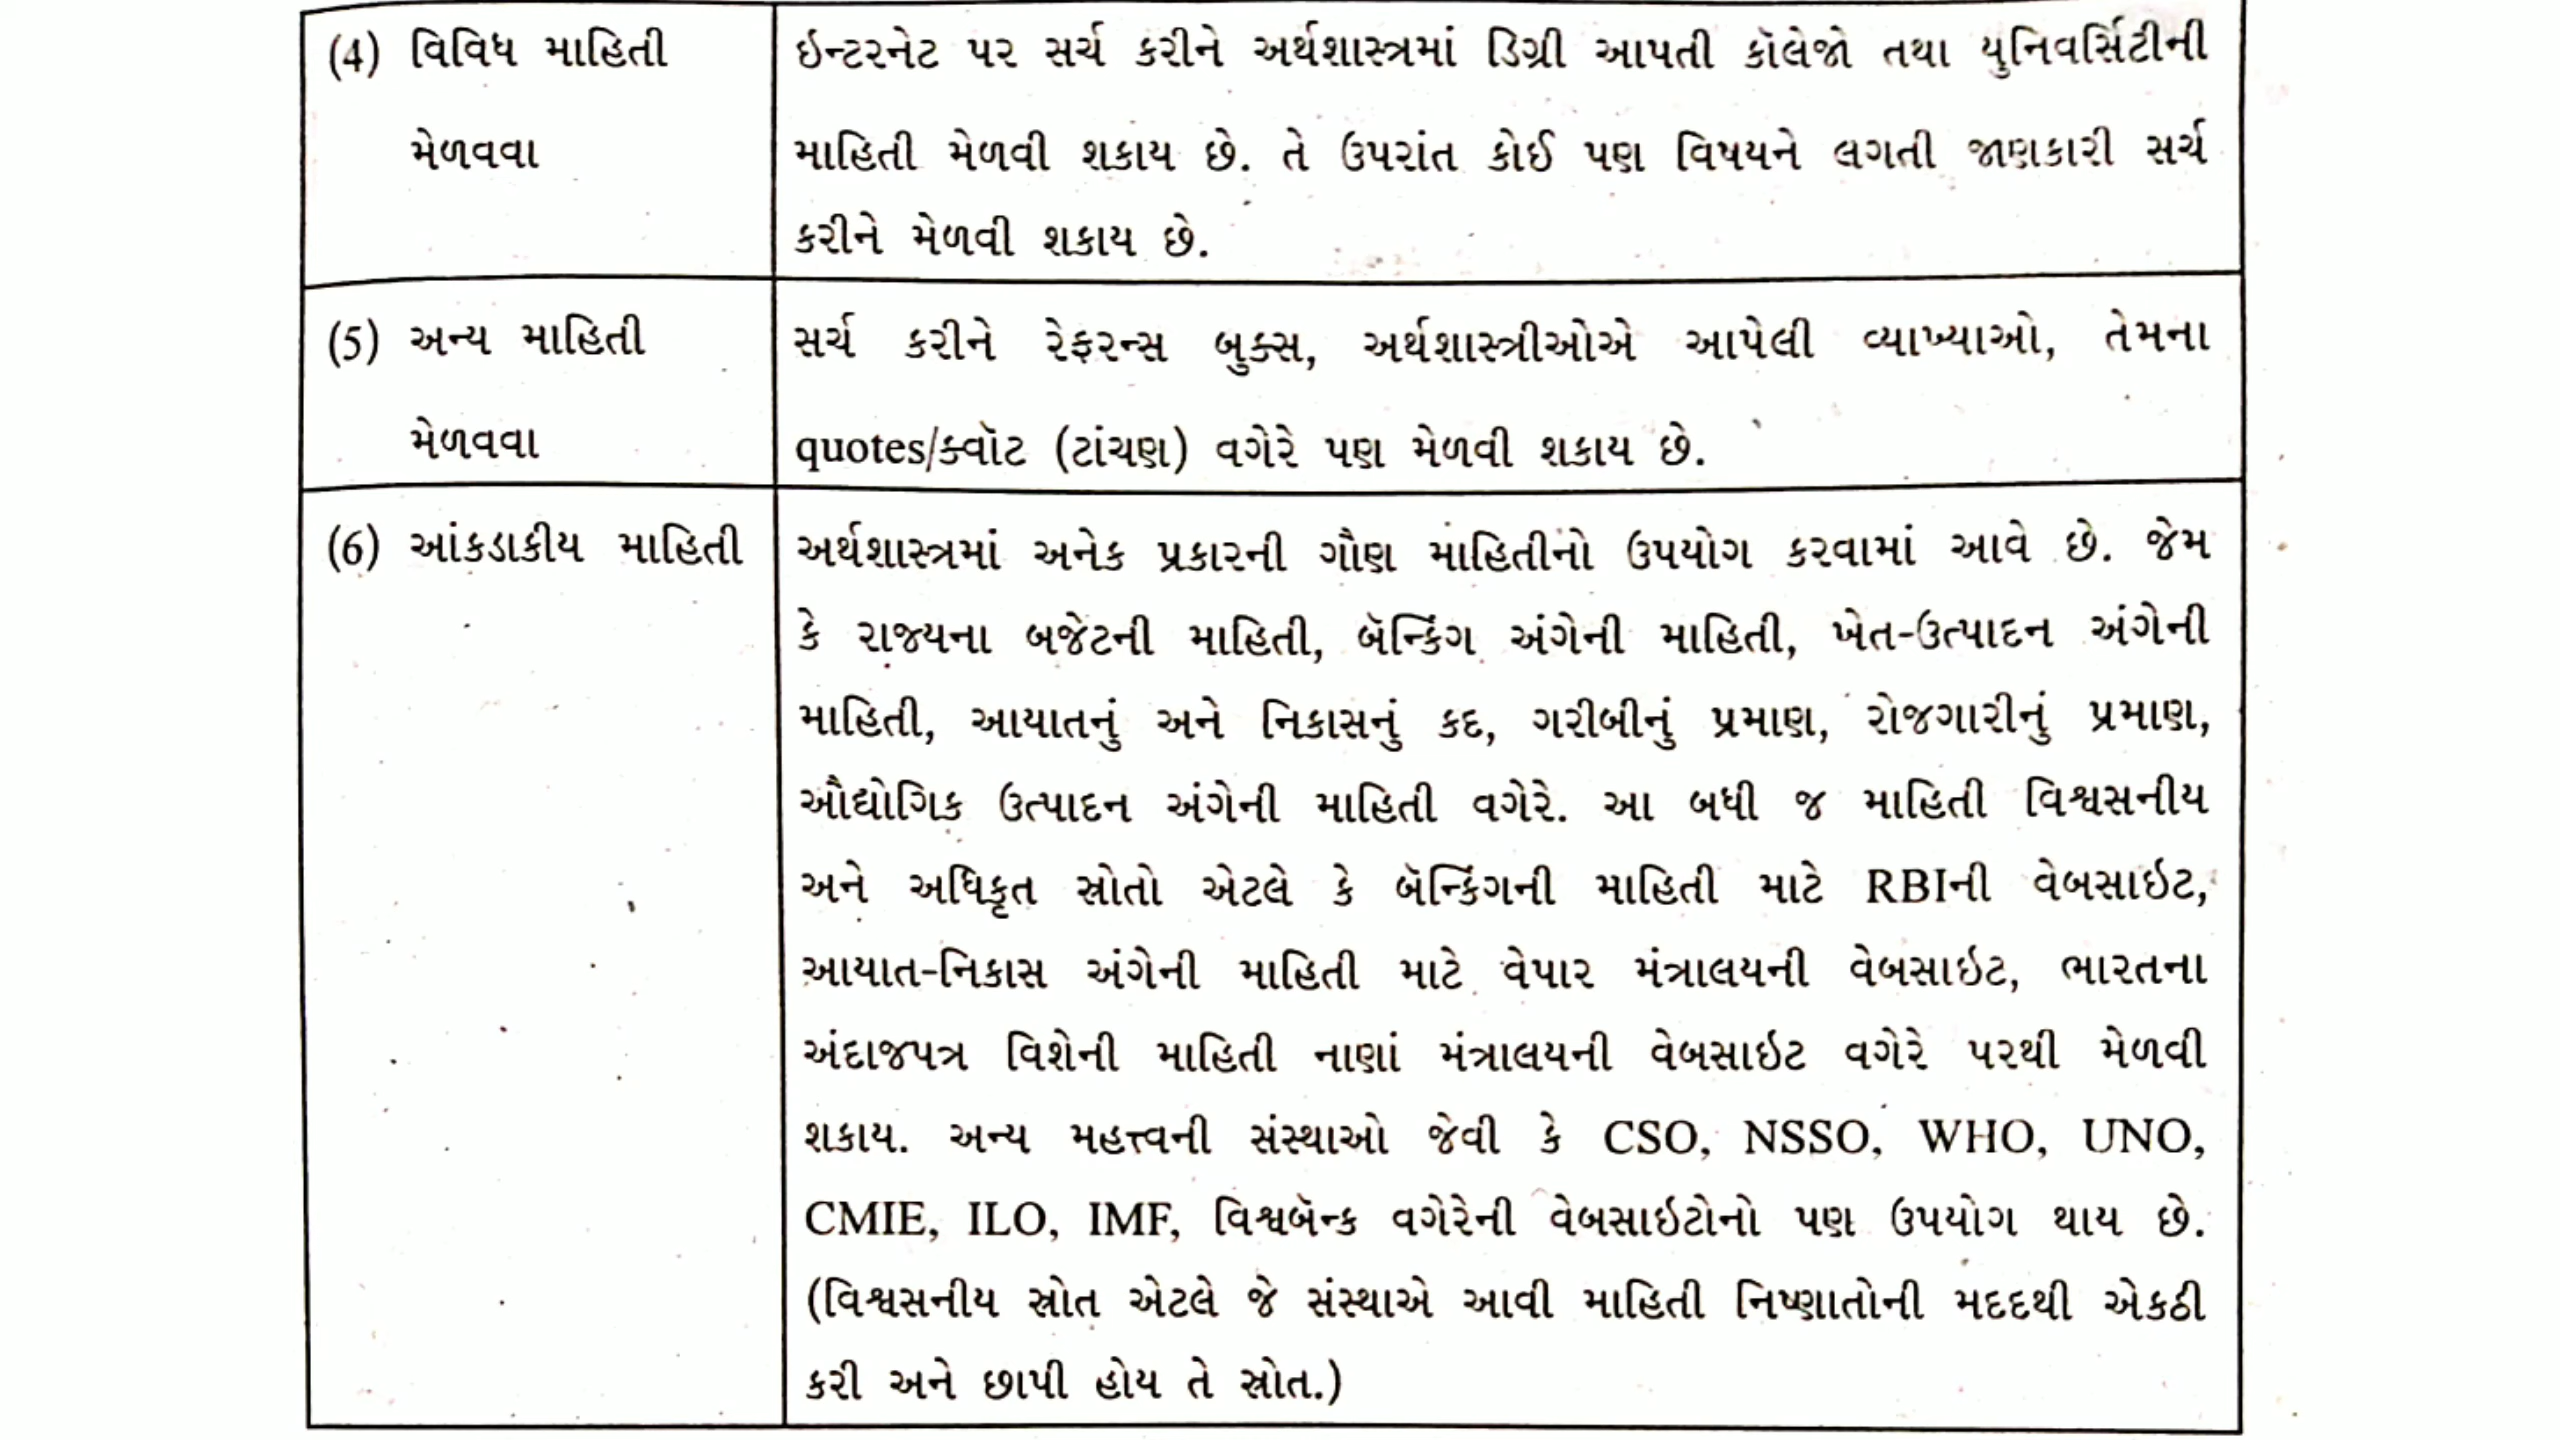 (4) વિવિધ માહિતી
મેળવવા
ઇન્ટરનેટ પર સર્ચ કરીને અર્થશાસ્ત્રમાં ડિગ્રી આપતી કૉલેજો તથા યુનિવર્સિટીની
માહિતી મેળવી શકાય છે. તે ઉપરાંત કોઈ પણ વિષયને લગતી જાણકારી સર્ચ
કરીને મેળવી શકાય છે.
(5) અન્ય માહિતી
મેળવવા
સર્ચ કરીને રેફરન્સ બુક્સ, અર્થશાસ્ત્રીઓએ આપેલી વ્યાખ્યાઓ, તેમના
quotes/ક્વૉટ (ટાંચણ) વગેરે પણ મેળવી શકાય છે.
(6) આંકડાકીય માહિતી
અર્થશાસ્ત્રમાં અનેક પ્રકારની ગૌણ માહિતીનો ઉપયોગ કરવામાં આવે છે. જેમ
કે રાજ્યના બજેટની માહિતી, બૅન્કિંગ અંગેની માહિતી, ખેત-ઉત્પાદન અંગેની
માહિતી, આયાતનું અને નિકાસનું કદ, ગરીબીનું પ્રમાણ, રોજગારીનું પ્રમાણ,
ઔદ્યોગિક ઉત્પાદન અંગેની માહિતી વગેરે. આ બધી જ માહિતી વિશ્વસનીય
અને અધિકૃત સ્રોતો એટલે કે બૅન્કિંગની માહિતી માટે RBIની વેબસાઇટ,
આયાત-નિકાસ અંગેની માહિતી માટે વેપાર મંત્રાલયની વેબસાઇટ, ભારતના
અંદાજપત્ર વિશેની માહિતી નાણાં મંત્રાલયની વેબસાઇટ વગેરે પરથી મેળવી
શકાય. અન્ય મહત્ત્વની સંસ્થાઓ જેવી કે CSO, NSSO, WHO, UNO,
CMIE, ILO, IMF, વિશ્વબૅન્ક વગેરેની વેબસાઇટોનો પણ ઉપયોગ થાય છે.
(વિશ્વસનીય સ્રોત એટલે જે સંસ્થાએ આવી માહિતી નિષ્ણાતોની મદદથી એકઠી
કરી અને છાપી હોય તે સ્રોત.)